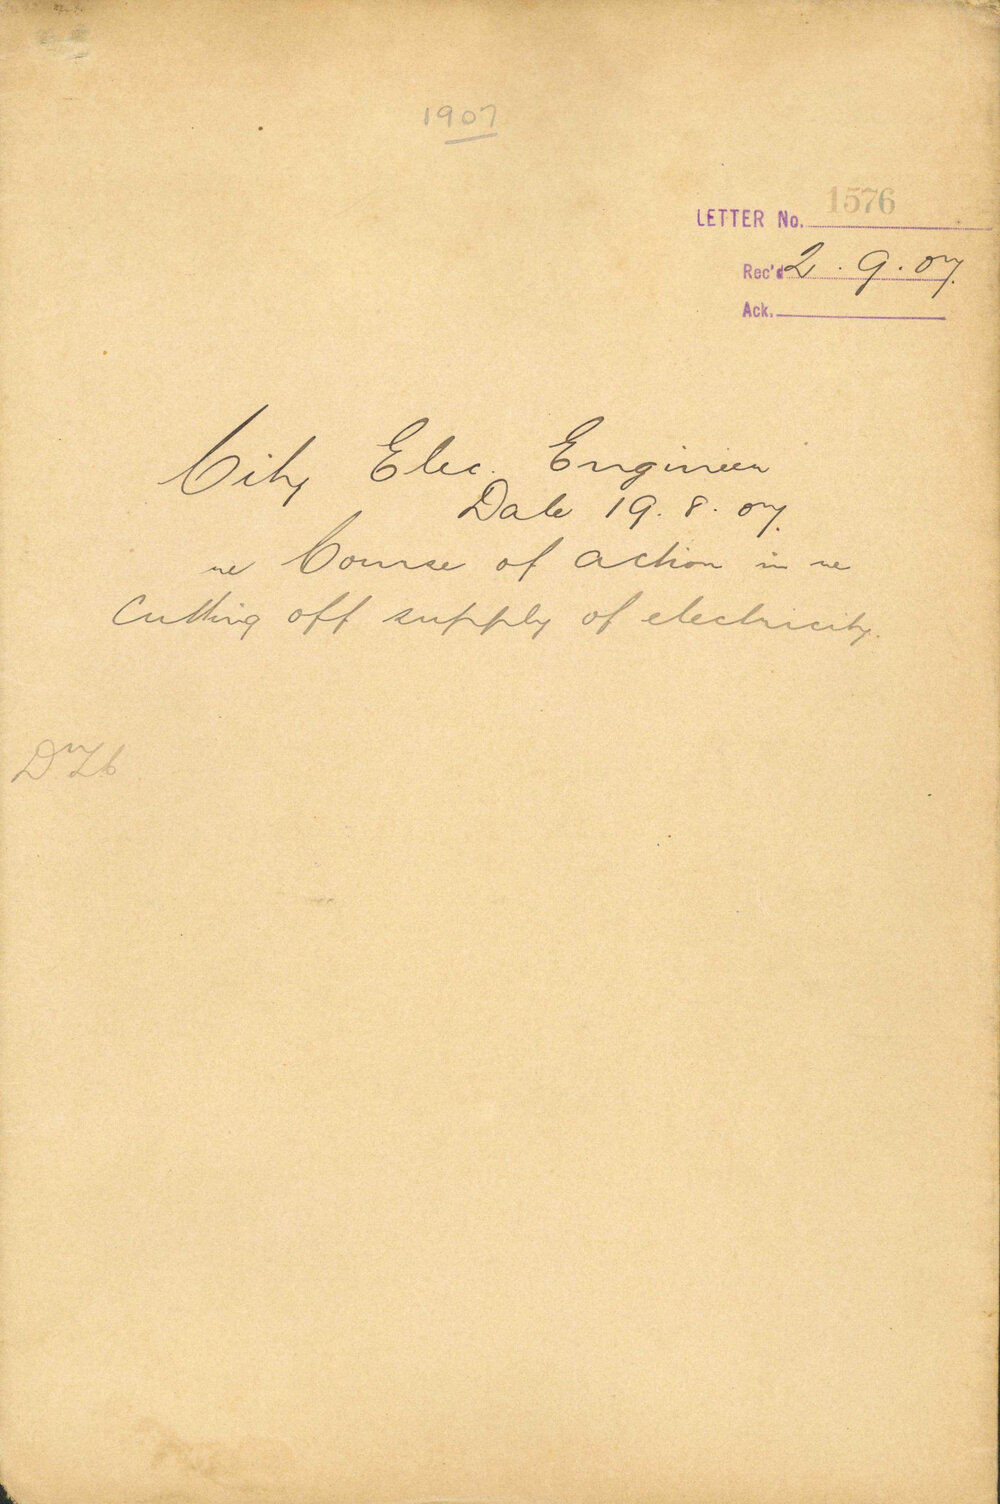 1907
LETTER No. 1576
Rec'd 2. 9. 07.
Ack.
City Elec. Engineer
Date 19. 8. 07.
re Course of action in re
cutting off supply of electricity.